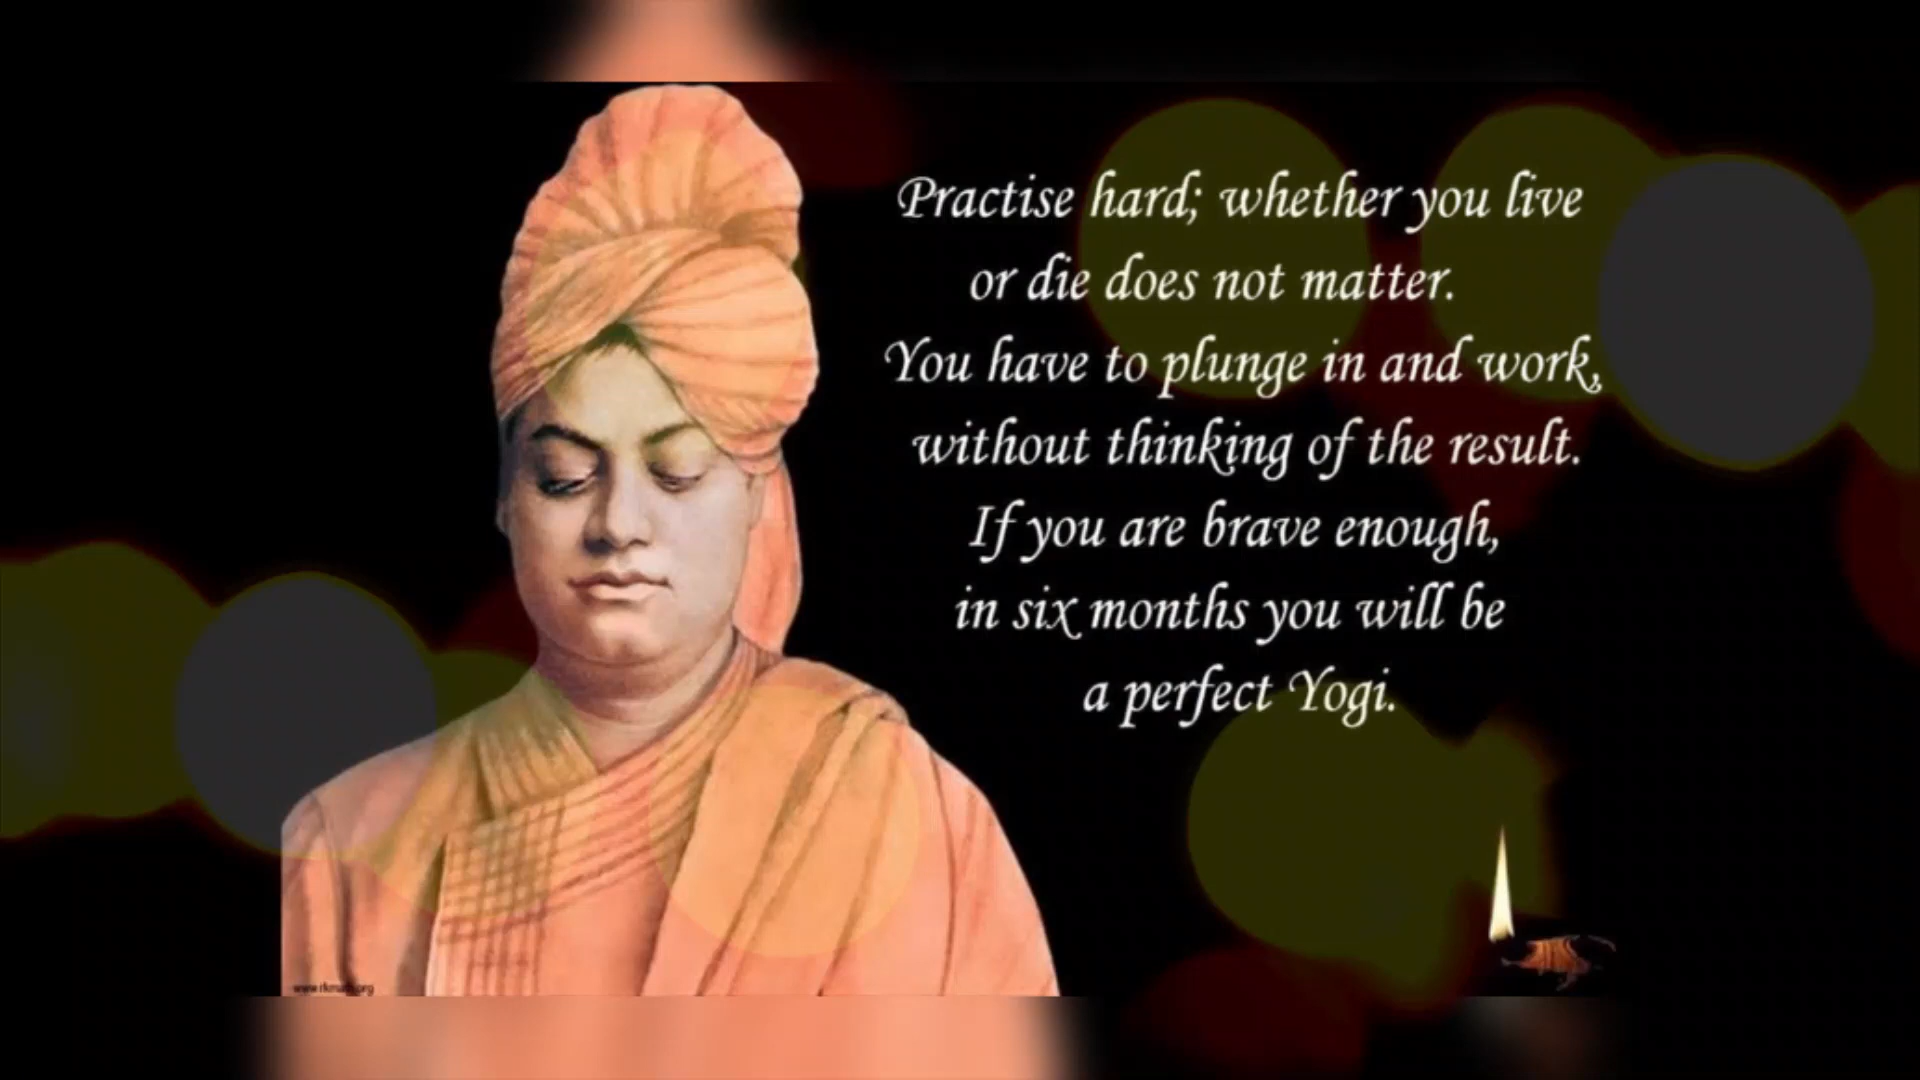 Practise hard; whether you live
or die does not matter.
You have to plunge in and work,
without thinking of the result.
If you are brave enough,
in six months you will be
a perfect Yogi.